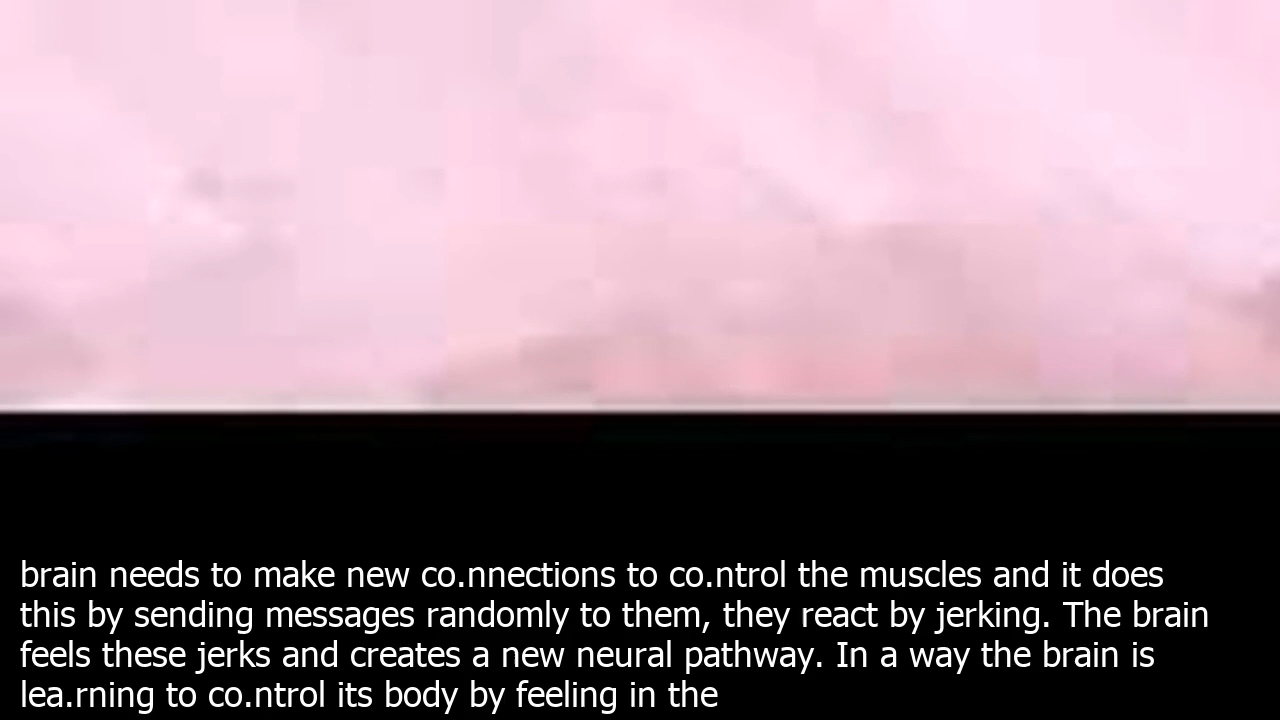 brain needs to make new co.nnections to co.ntrol the muscles and it does
this by sending messages randomly to them, they react by jerking. The brain
feels these jerks and creates a new neural pathway. In a way the brain is
lea.rning to co.ntrol its body by feeling in the